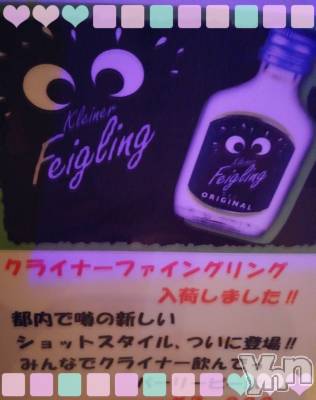 Kleiner
Feigling
Kleiner
Feigling
ORIGINAL
クライナーファイングリング
入荷しました!!
都内で噂の新しい
ショットスタイル、ついに登場!!
みんなでクライナー飲んで